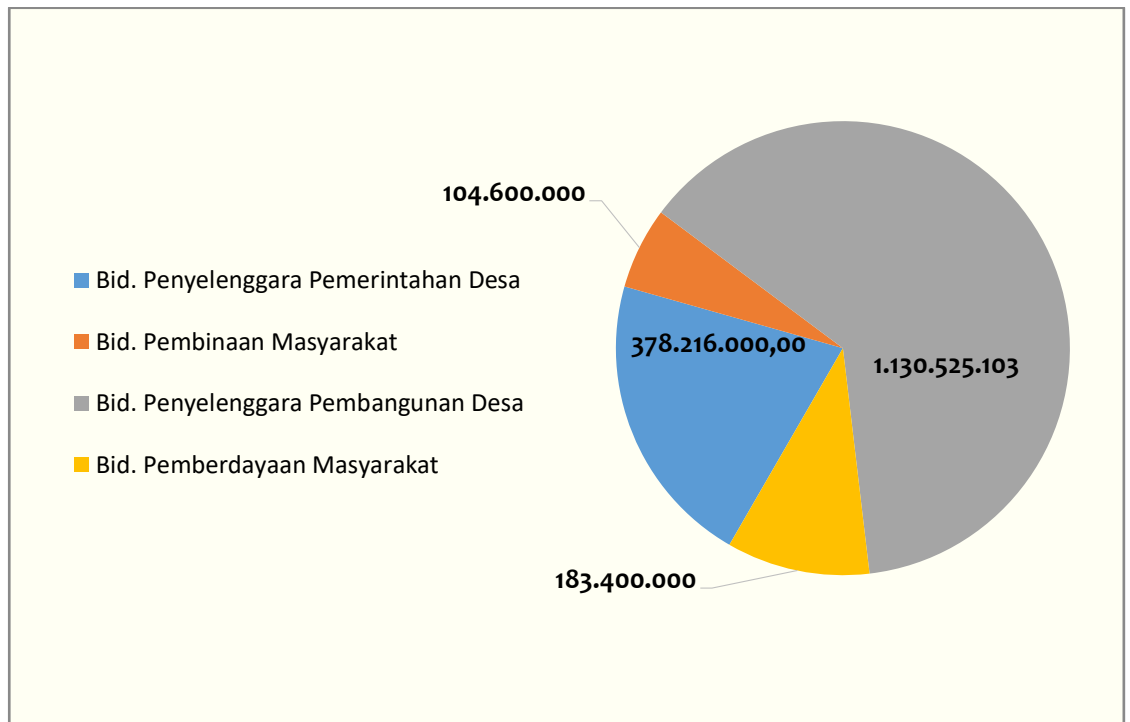 104.600.000
Bid. Penyelenggara Pemerintahan Desa
Bid. Pembinaan Masyarakat
378.216.000,00
1.130.525.103
Bid. Penyelenggara Pembangunan Desa
Bid. Pemberdayaan Masyarakat
183.400.000